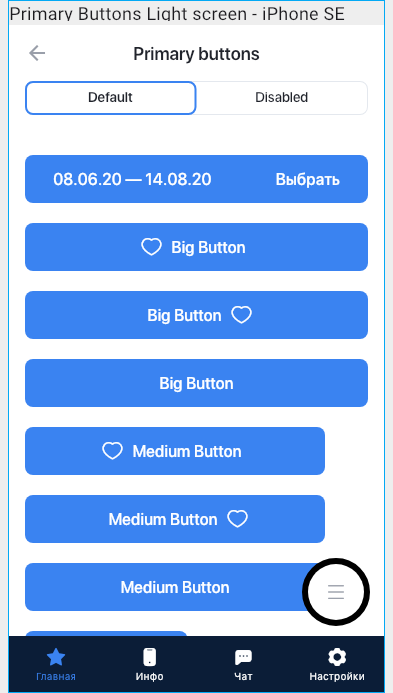 Primary Buttons Light screen - iPhone SE
Primary buttons
Default Disabled
08.06.20 — 14.08.20 Выбрать
Big Button
Big Button
Big Button
Medium Button
Medium Button
Medium Button
Главная Инфо Чат Настройки